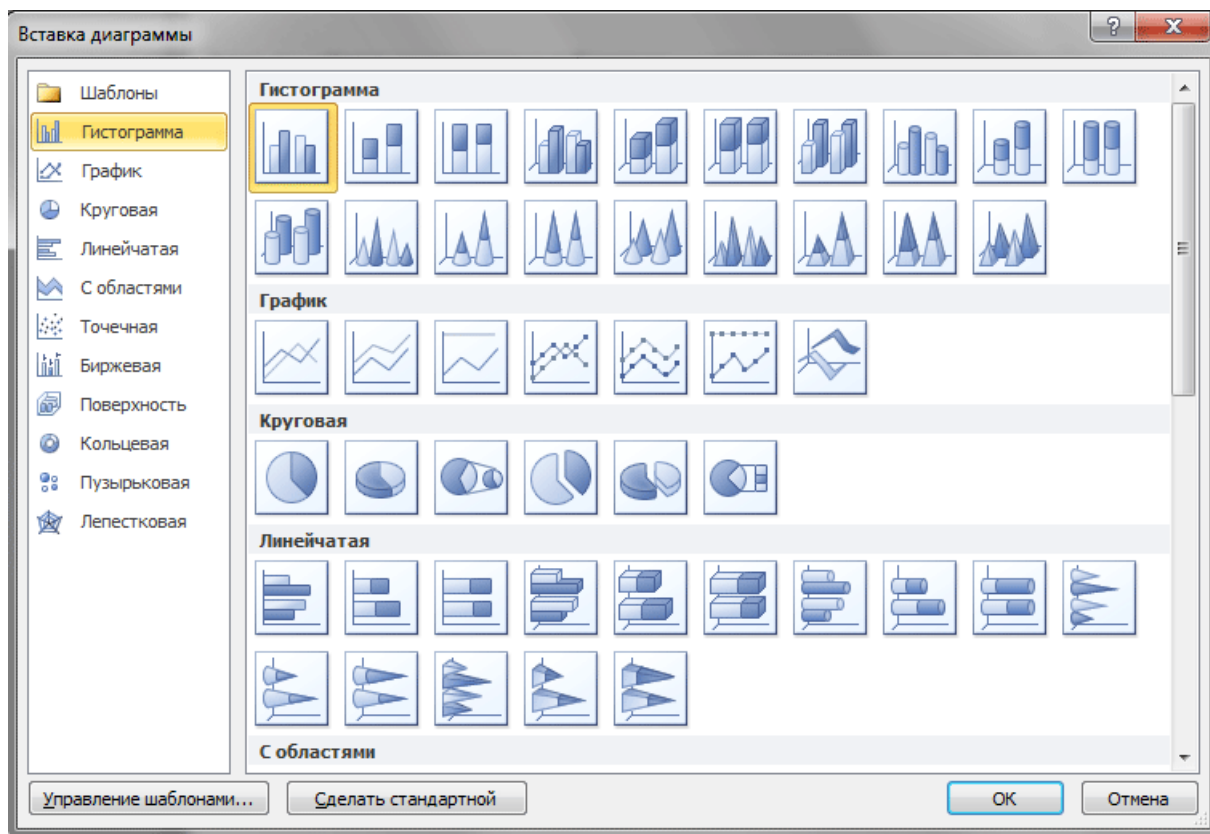 Вставка диаграммы
Шаблоны
Гистограмма
График
Круговая
Линейчатая
С областями
Точечная
Биржевая
Поверхность
Кольцевая
Пузырьковая
Лепестковая
Гистограмма
График
Круговая
Линейчатая
С областями
Управление шаблонами...
Сделать стандартной
ОК
Отмена